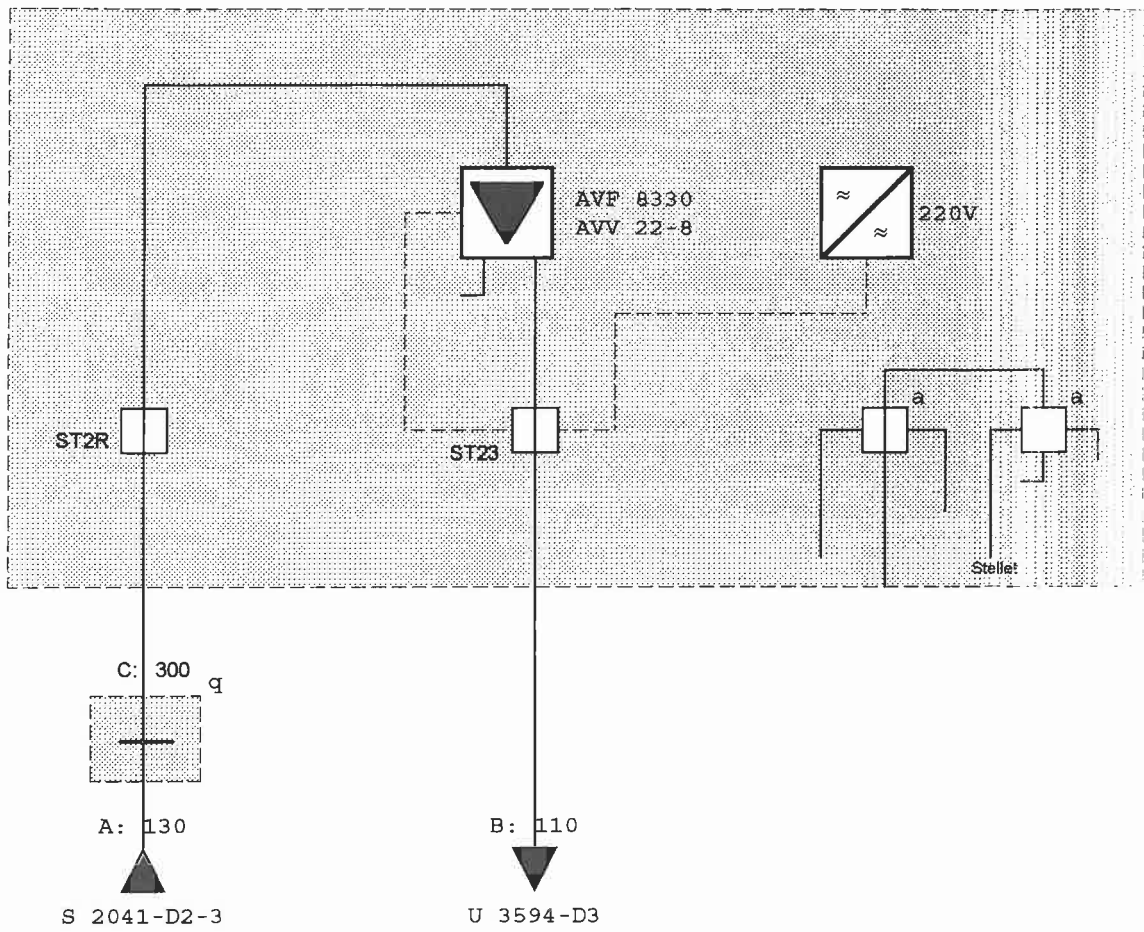 AVF 8330
AVV 22-8
220V
a
a
ST2R
ST23
Stellet
C: 300
q
A: 130
B: 110
S 2041-D2-3
U 3594-D3